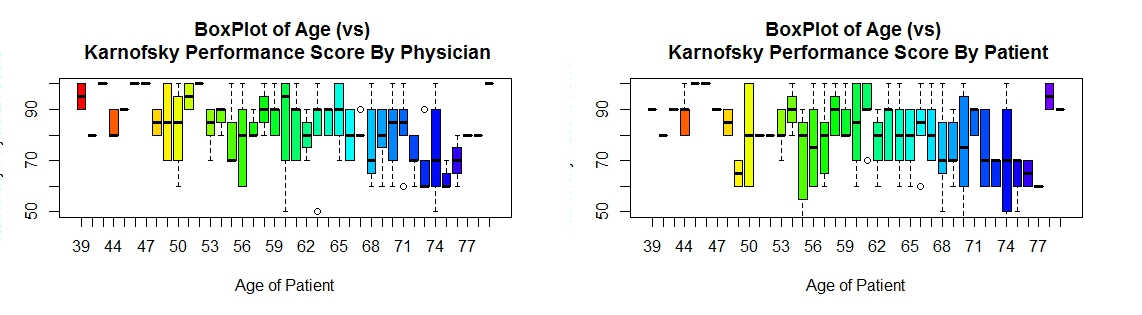 BoxPlot of Age (vs)
Karnofsky Performance Score By Physician
90
70
50
39 44 47 50 53 56 59 62 65 68 71 74 77
Age of Patient
BoxPlot of Age (vs)
Karnofsky Performance Score By Patient
90
70
50
39 44 47 50 53 56 59 62 65 68 71 74 77
Age of Patient